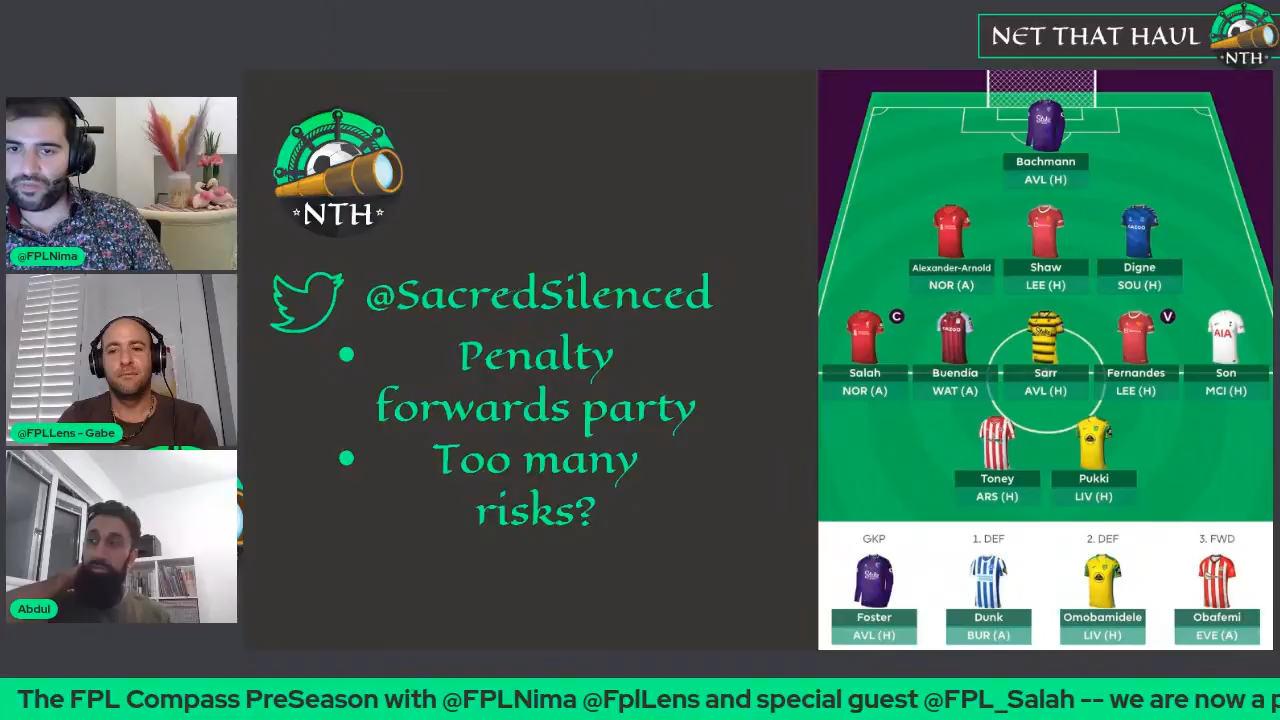 NET THAT HAUL
NTH
@FPLNima
@FPLLens - Gabe
Abdul
NTH
@SacredSilenced
• Penalty
forwards party
• Too many
risks?
Bachmann
AVL (H)
Alexander-Arnold Shaw Digne
NOR (A) LEE (H) SOU (H)
C V
AIA
Salah Buendía Sarr Fernandes Son
NOR (A) WAT (A) AVL (H) LEE (H) MCI (H)
Toney Pukki
ARS (H) LIV (H)
GKP 1. DEF 2. DEF 3. FWD
Foster Dunk Omobamidele Obafemi
AVL (H) BUR (A) LIV (H) EVE (A)
The FPL Compass PreSeason with @FPLNima @FplLens and special guest @FPL_Salah -- we are now a p